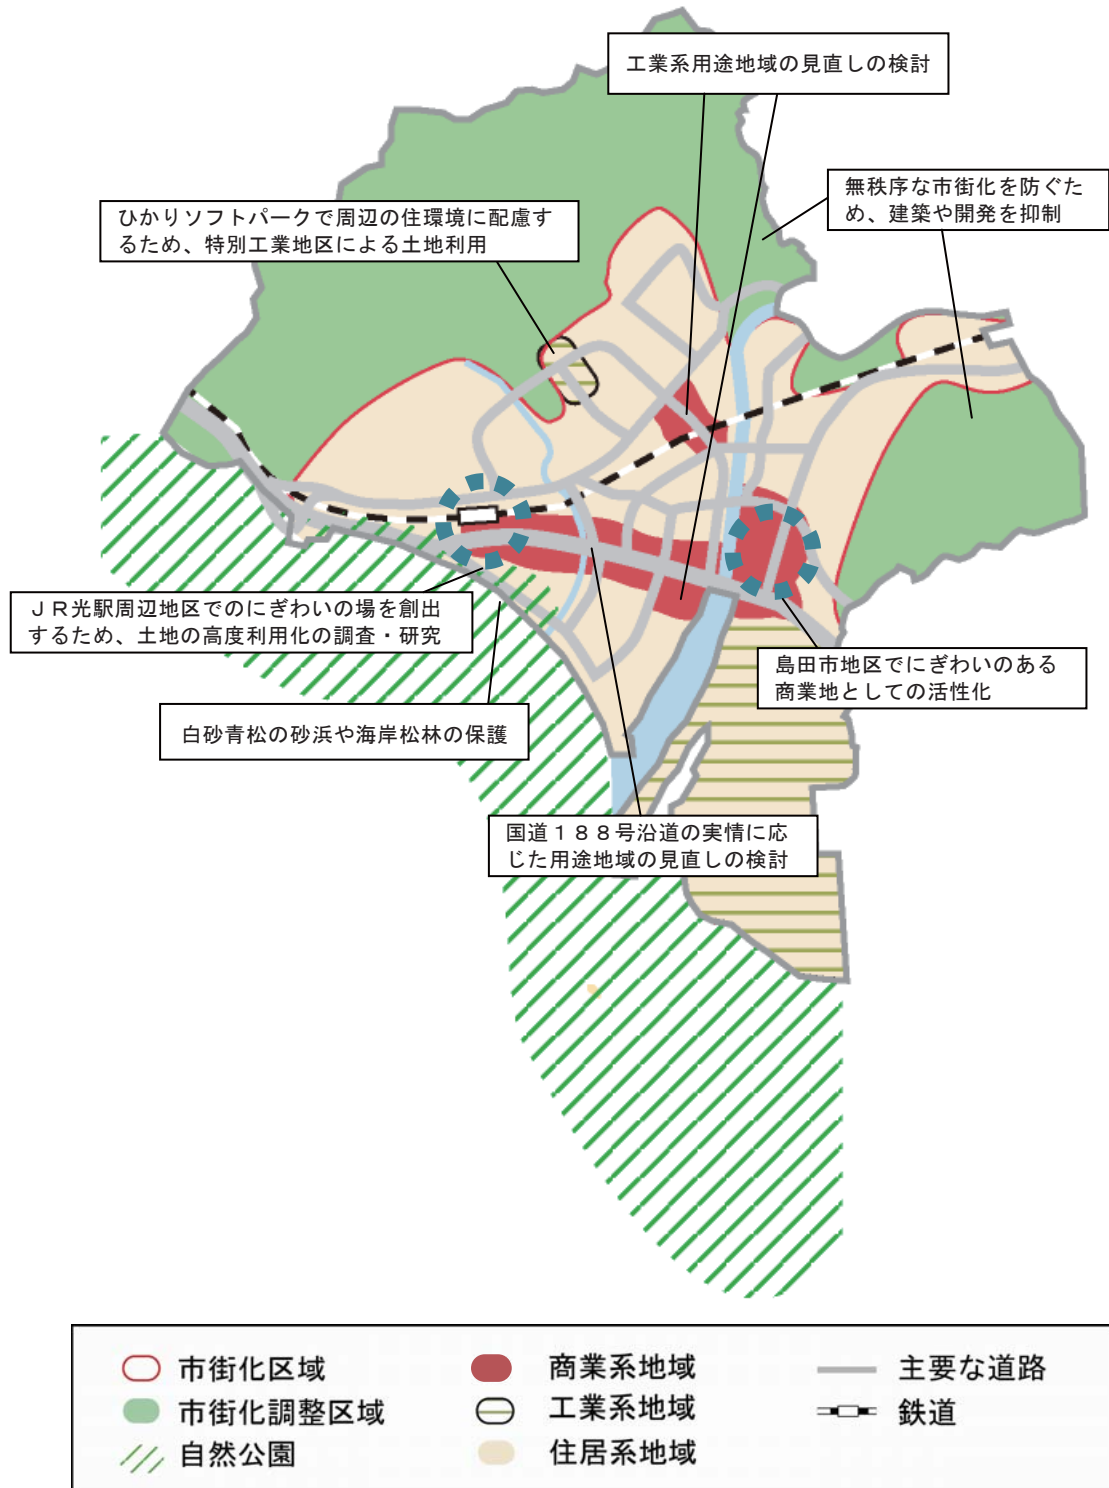 工業系用途地域の見直しの検討
無秩序な市街化を防ぐた
め、建築や開発を抑制
ひかりソフトパークで周辺の住環境に配慮す
るため、特別工業地区による土地利用
ＪＲ光駅周辺地区でのにぎわいの場を創出
するため、土地の高度利用化の調査・研究
島田市地区でにぎわいのある
商業地としての活性化
白砂青松の砂浜や海岸松林の保護
国道１８８号沿道の実情に応
じた用途地域の見直しの検討
市街化区域
商業系地域
主要な道路
市街化調整区域
工業系地域
鉄道
自然公園
住居系地域